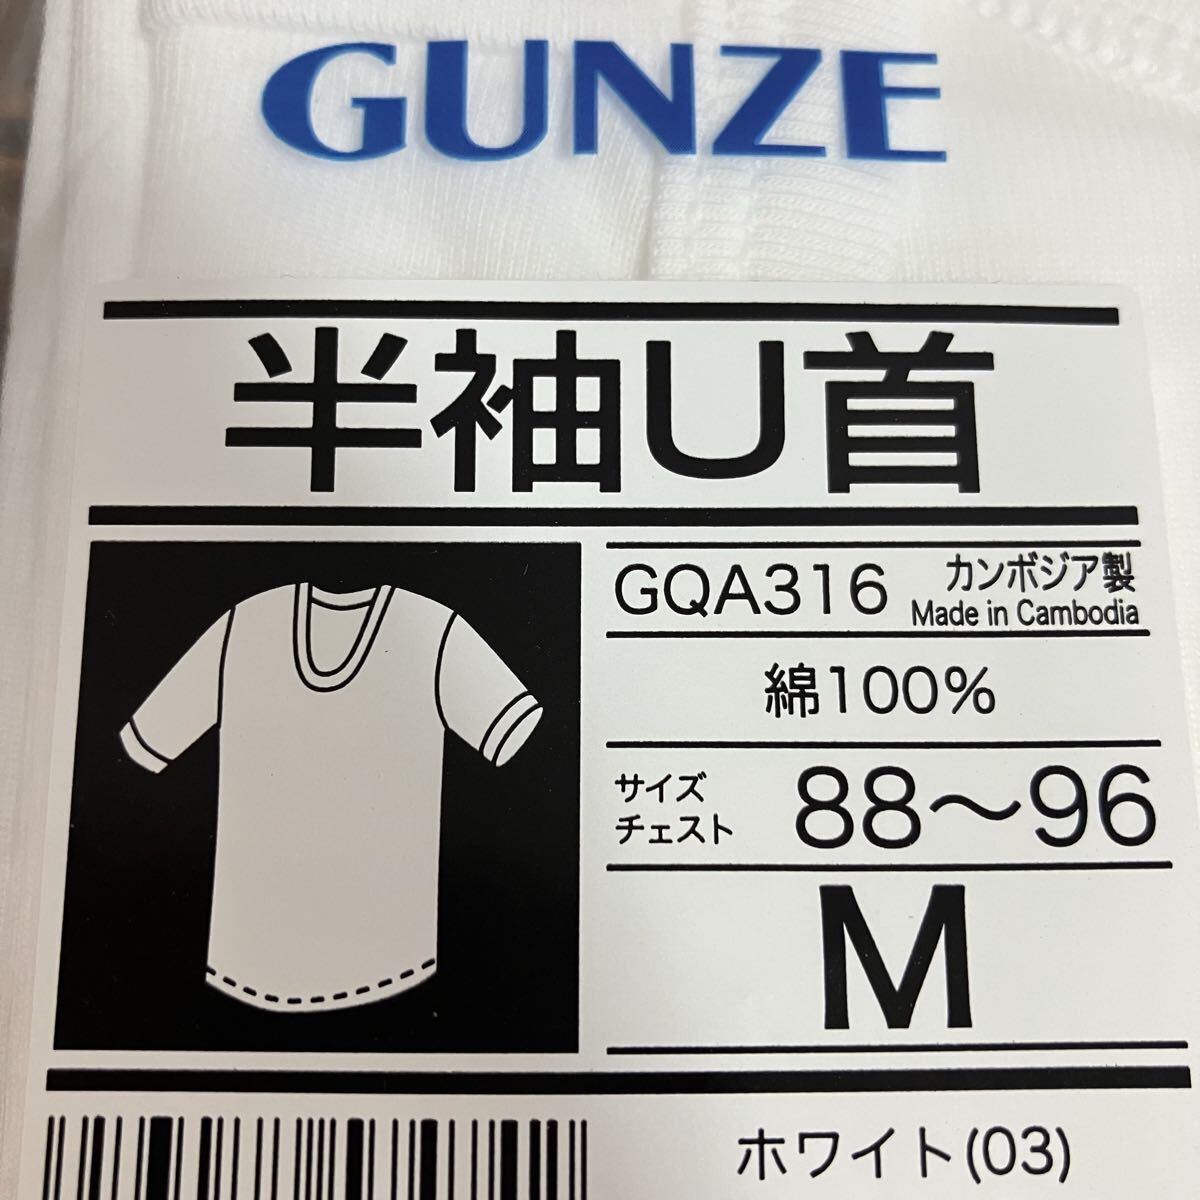 GUNZE
半袖U首
GQA316
カンボジア製
Made in Cambodia
綿100%
サイズ
チェスト
88～96
M
ホワイト(03)